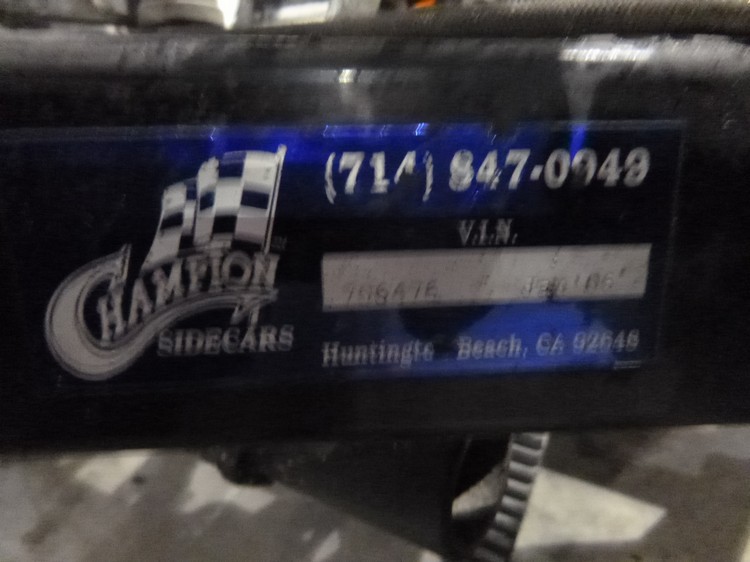 CHAMPION
SIDECARS
(714) 847-0949
V.I.N.
Beach, CA 92648